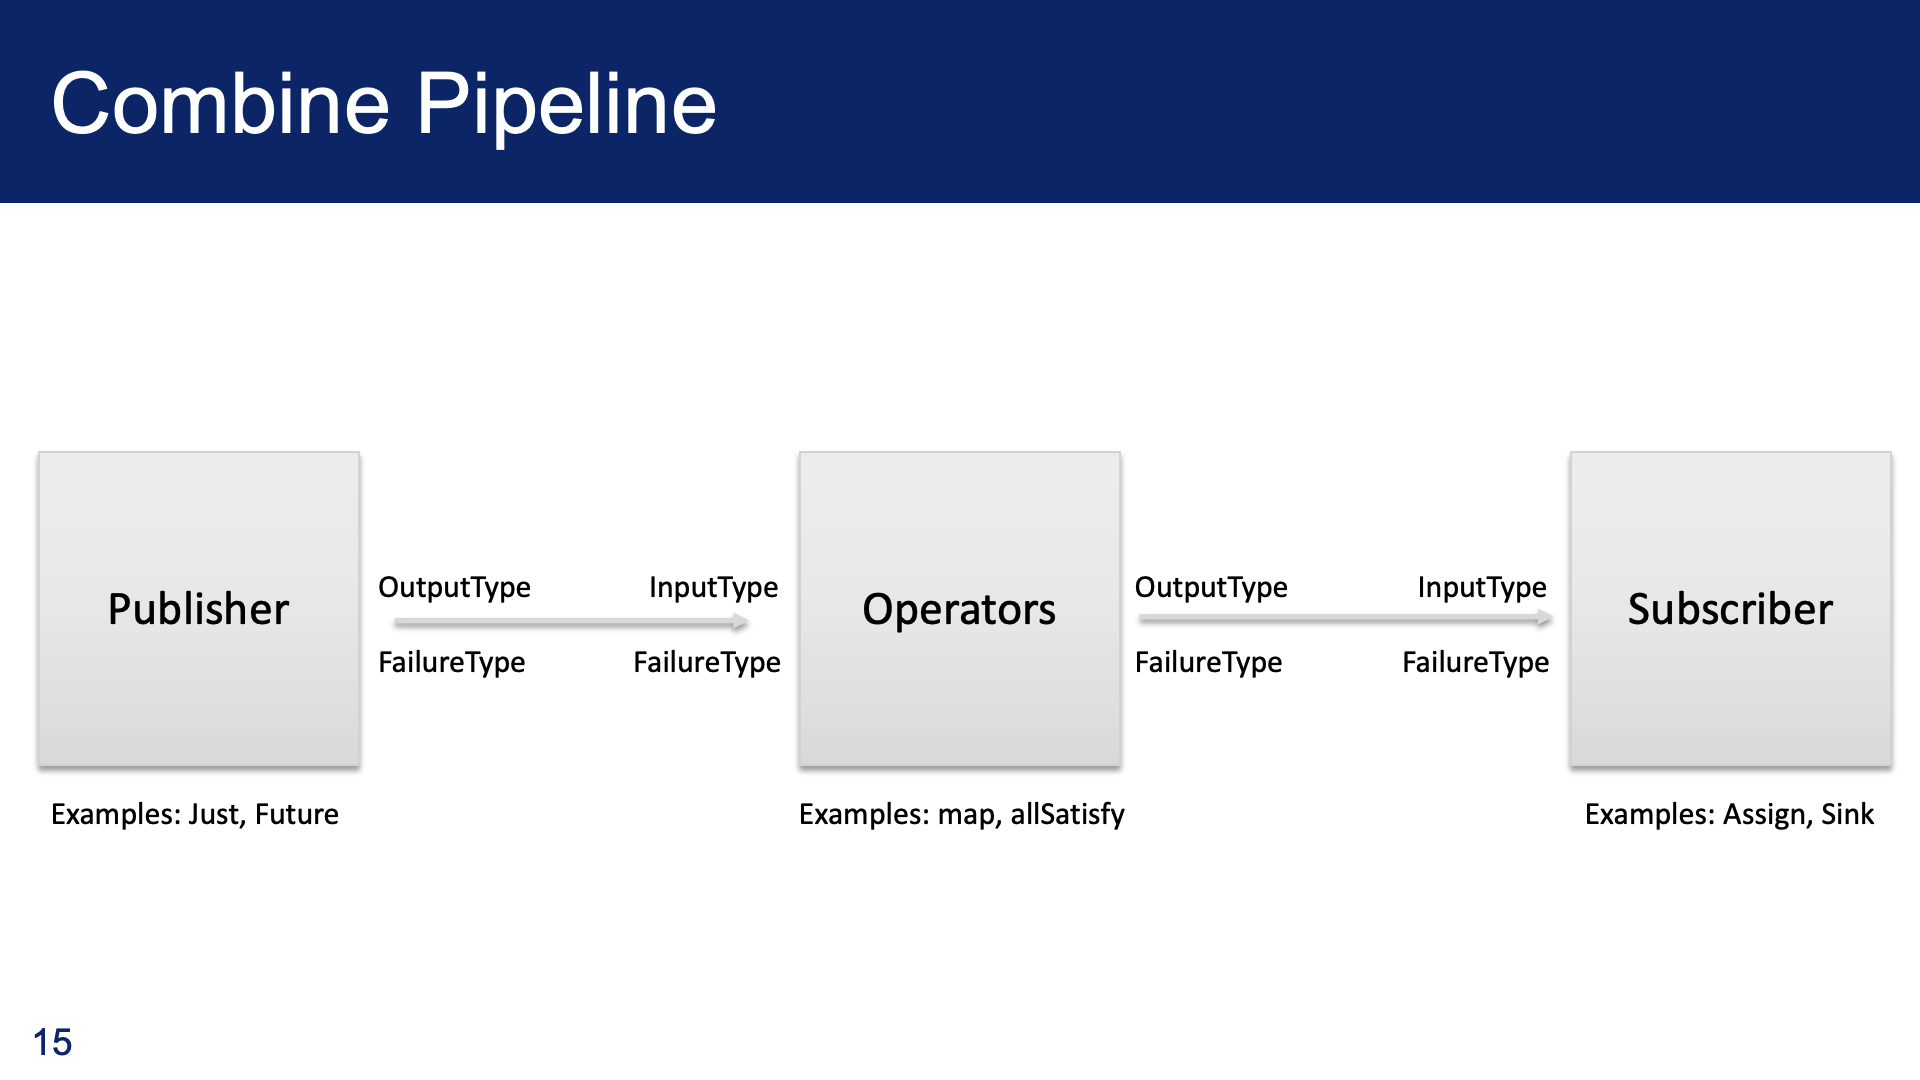 Combine Pipeline
Publisher
OutputType
InputType
FailureType
FailureType
Operators
OutputType
InputType
FailureType
FailureType
Subscriber
Examples: Just, Future
Examples: map, allSatisfy
Examples: Assign, Sink
15